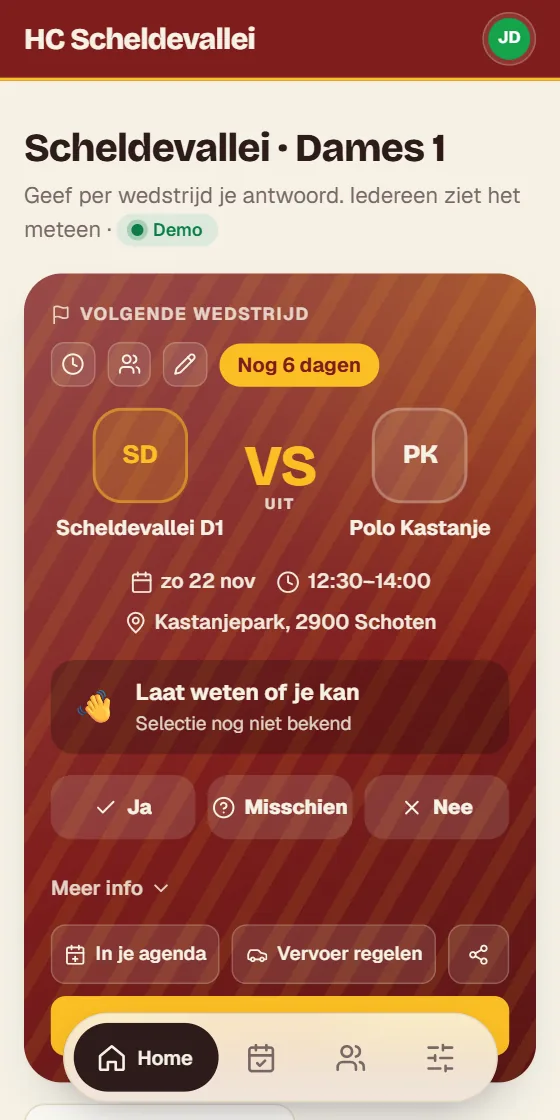 HC Scheldevallei
JD
Scheldevallei · Dames 1
Geef per wedstrijd je antwoord. Iedereen ziet het
meteen · Demo
VOLGENDE WEDSTRIJD
Nog 6 dagen
SD
VS
PK
UIT
Scheldevallei D1
Polo Kastanje
zo 22 nov
12:30–14:00
Kastanjepark, 2900 Schoten
Laat weten of je kan
Selectie nog niet bekend
Ja
Misschien
Nee
Meer info
In je agenda
Vervoer regelen
Home